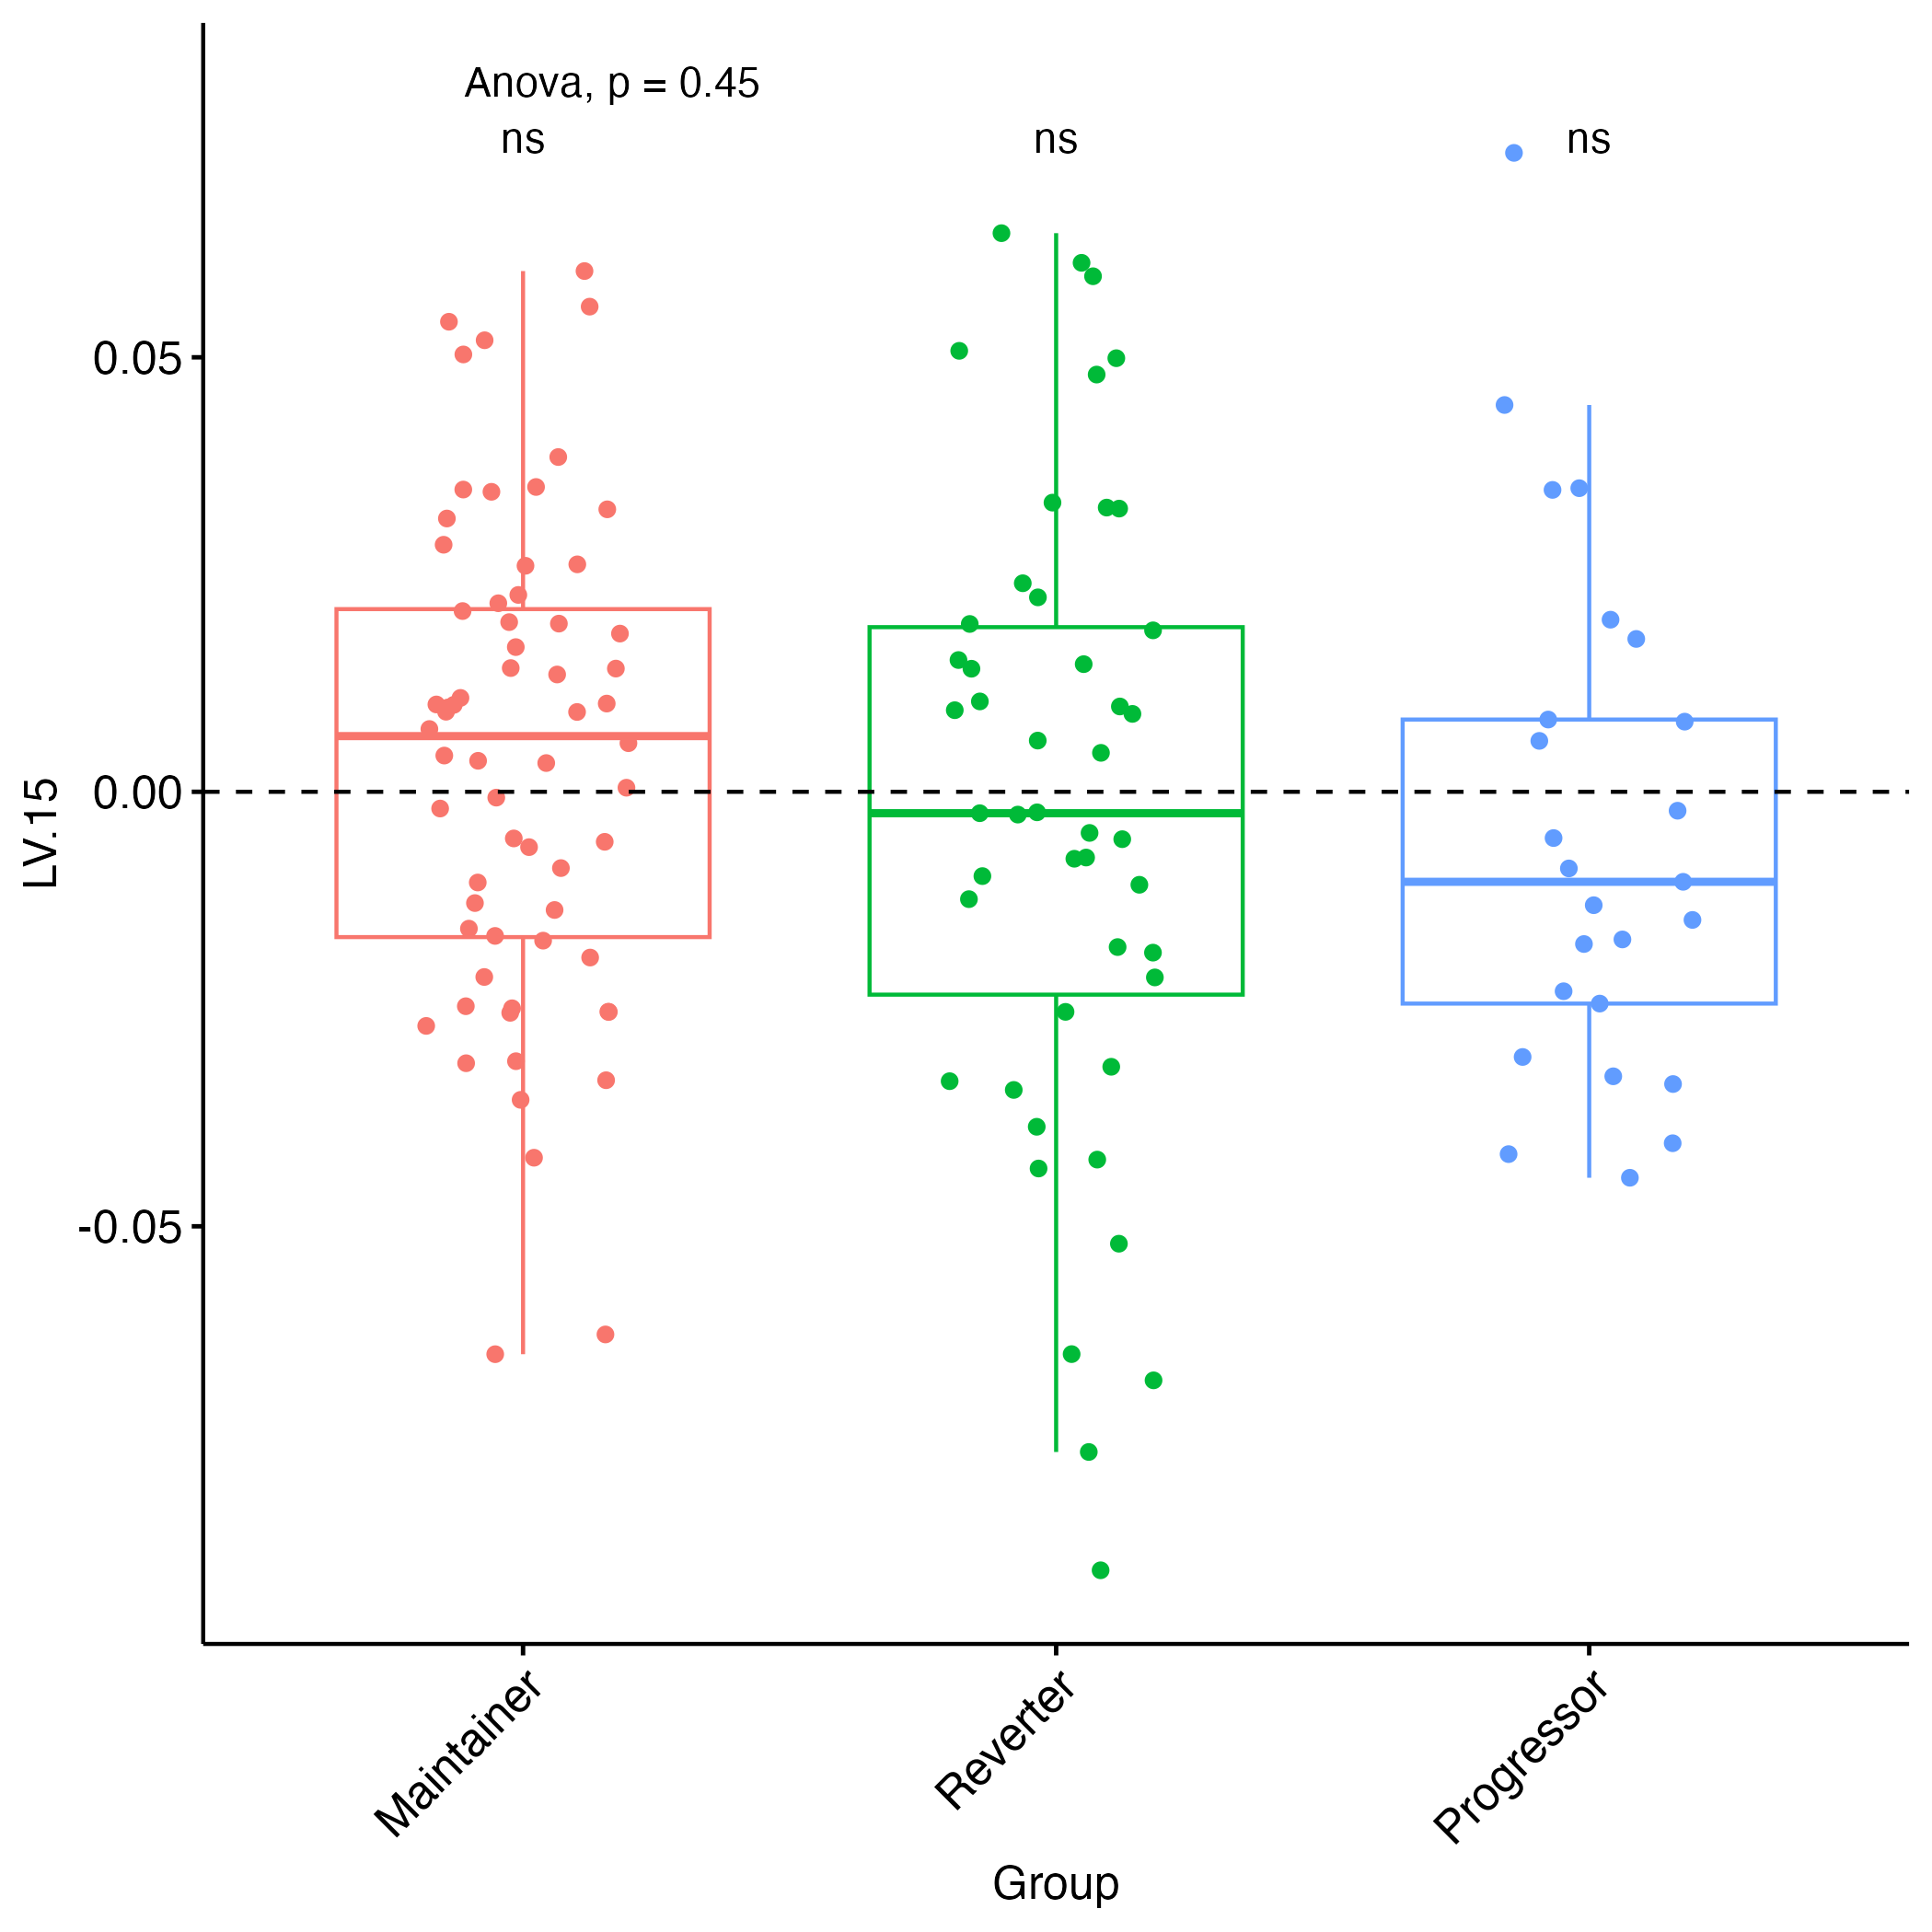 Anova, p = 0.45
ns ns ns
0.05
0.00
-0.05
LV.15
Maintainer Reverter Progressor
Group